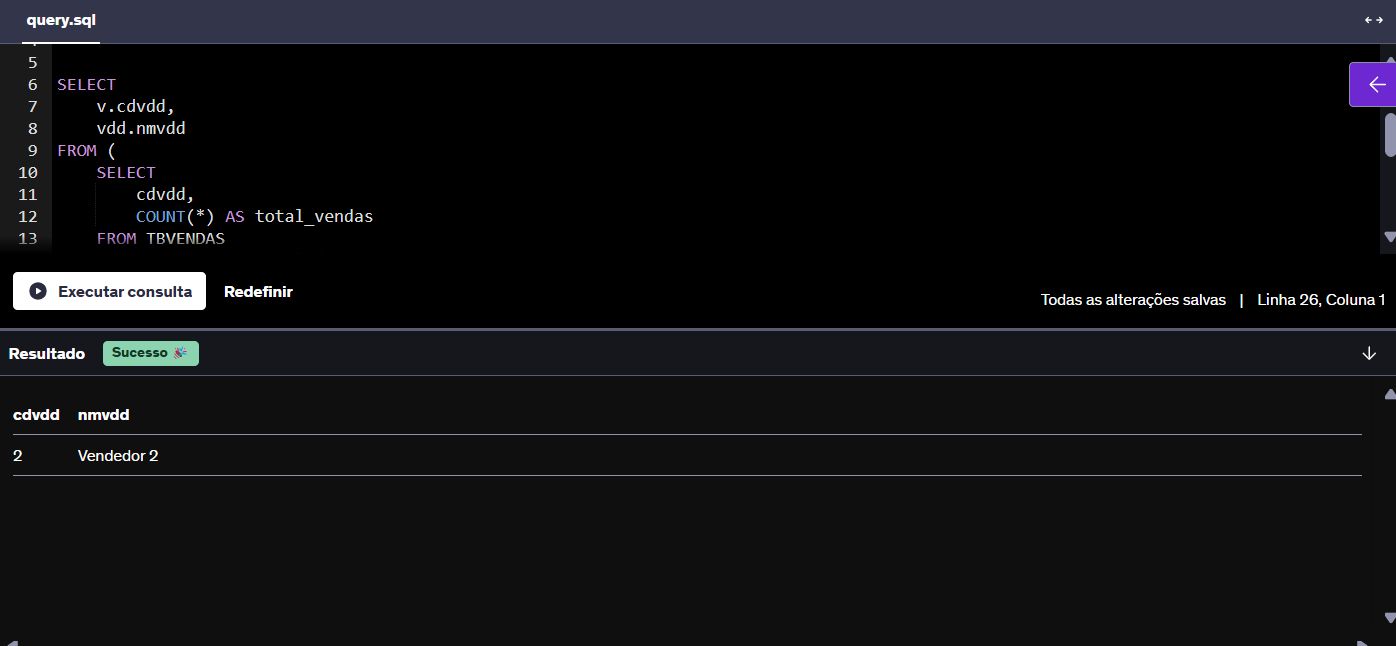 query.sql
5
6 SELECT
7 v.cdvdd,
8 vdd.nmvdd
9 FROM (
10 SELECT
11 cdvdd,
12 COUNT(*) AS total_vendas
13 FROM TBVENDAS
Executar consulta Redefinir
Todas as alterações salvas | Linha 26, Coluna 1
Resultado Sucesso 🎉
cdvdd nmvdd
2 Vendedor 2